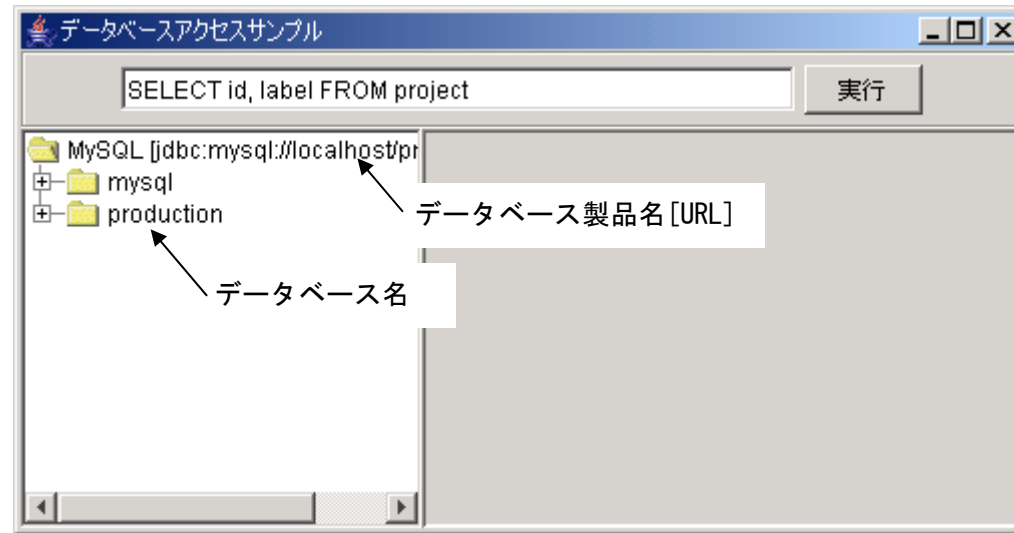 データベースアクセスサンプル
SELECT id, label FROM project
実行
MySQL [jdbc:mysql://localhost/pr
mysql
production
データベース製品名[URL]
データベース名